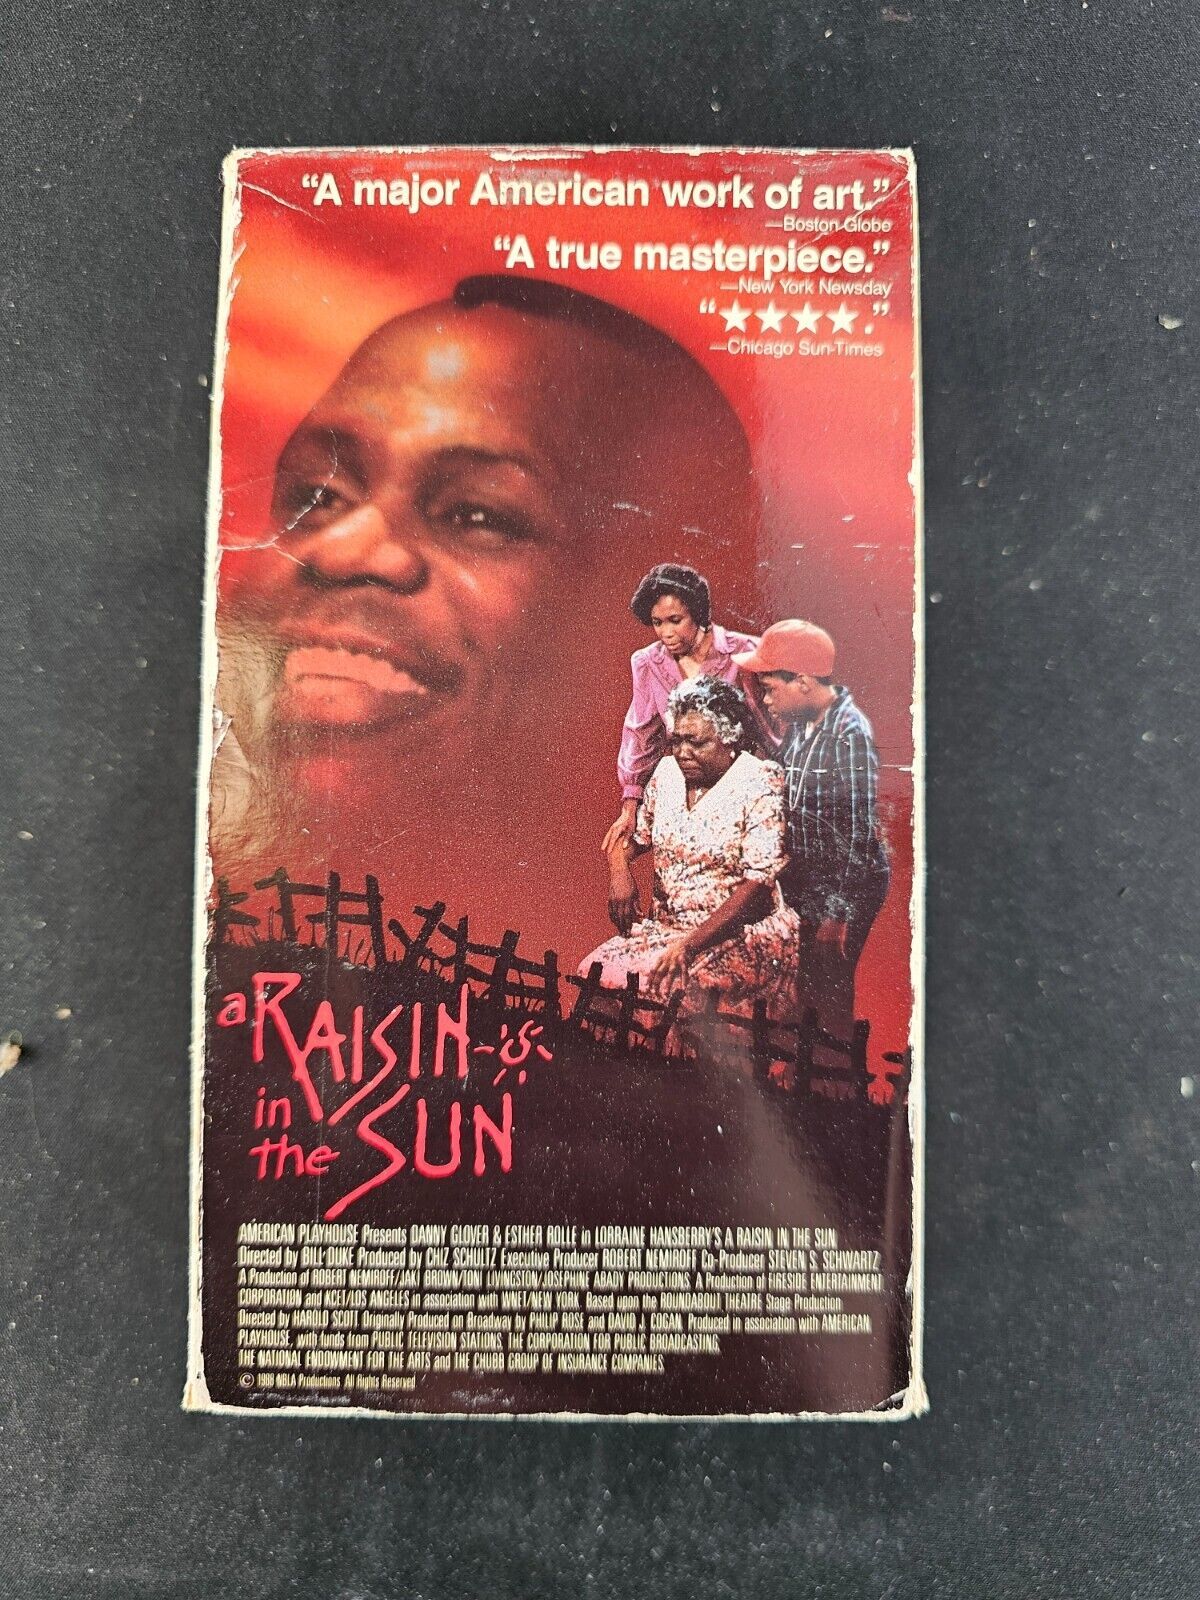 “A major American work of art.”
—Boston Globe
“A true masterpiece.”
—New York Newsday
“★★★★.”
—Chicago Sun-Times
a RAISIN
in
the SUN
AMERICAN PLAYHOUSE Presents DANNY GLOVER & ESTHER ROLLE in LORRAINE HANSBERRY'S A RAISIN IN THE SUN
Directed by BILL DUKE Produced by CHIZ SCHULTZ Executive Producer ROBERT NEMIROFF Co-Producer STEVEN S. SCHWARTZ
A Production of ROBERT NEMIROFF/JAKI BROWN/TONI LIVINGSTON/JOSEPHINE ABADY PRODUCTIONS A Production of FIRESIDE ENTERTAINMENT
CORPORATION and KCET/LOS ANGELES in association with WNET/NEW YORK. Based upon the ROUNDABOUT THEATRE Stage Production
Directed by HAROLD SCOTT Originally Produced on Broadway by PHILIP ROSE and DAVID J. COGAN. Produced in association with AMERICAN
PLAYHOUSE, with funds from PUBLIC TELEVISION STATIONS, THE CORPORATION FOR PUBLIC BROADCASTING
THE NATIONAL ENDOWMENT FOR THE ARTS and THE CHUBB GROUP OF INSURANCE COMPANIES
© NBLA Productions All Rights Reserved